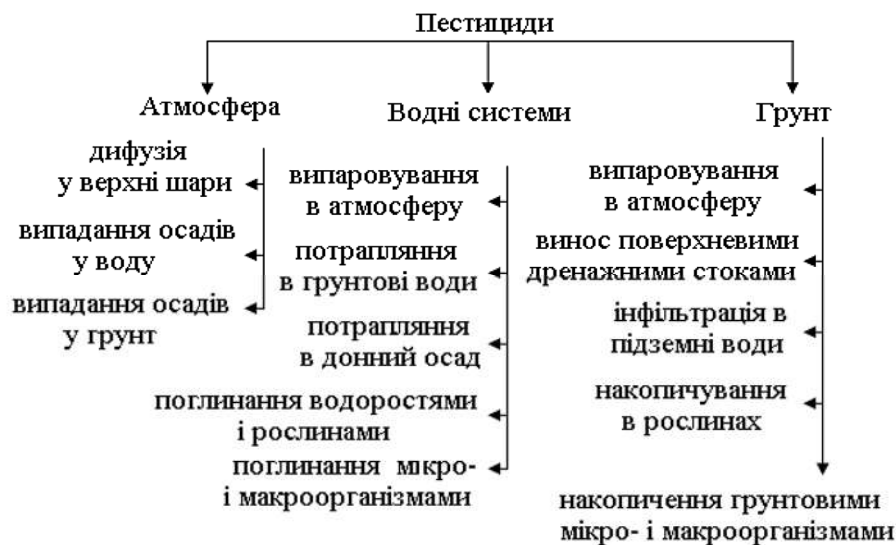 Пестициди
Атмосфера
дифузія
у верхні шари
випадання осадів
у воду
випадання осадів
у грунт
Водні системи
випаровування
в атмосферу
потрапляння
в грунтові води
потрапляння
в донний осад
поглинання водоростями
і рослинами
поглинання мікро-
і макроорганізмами
Грунт
випаровування
в атмосферу
винос поверхневими
дренажними стоками
інфільтрація в
підземні води
накопичування
в рослинах
накопичення грунтовими
мікро- і макроорганізмами